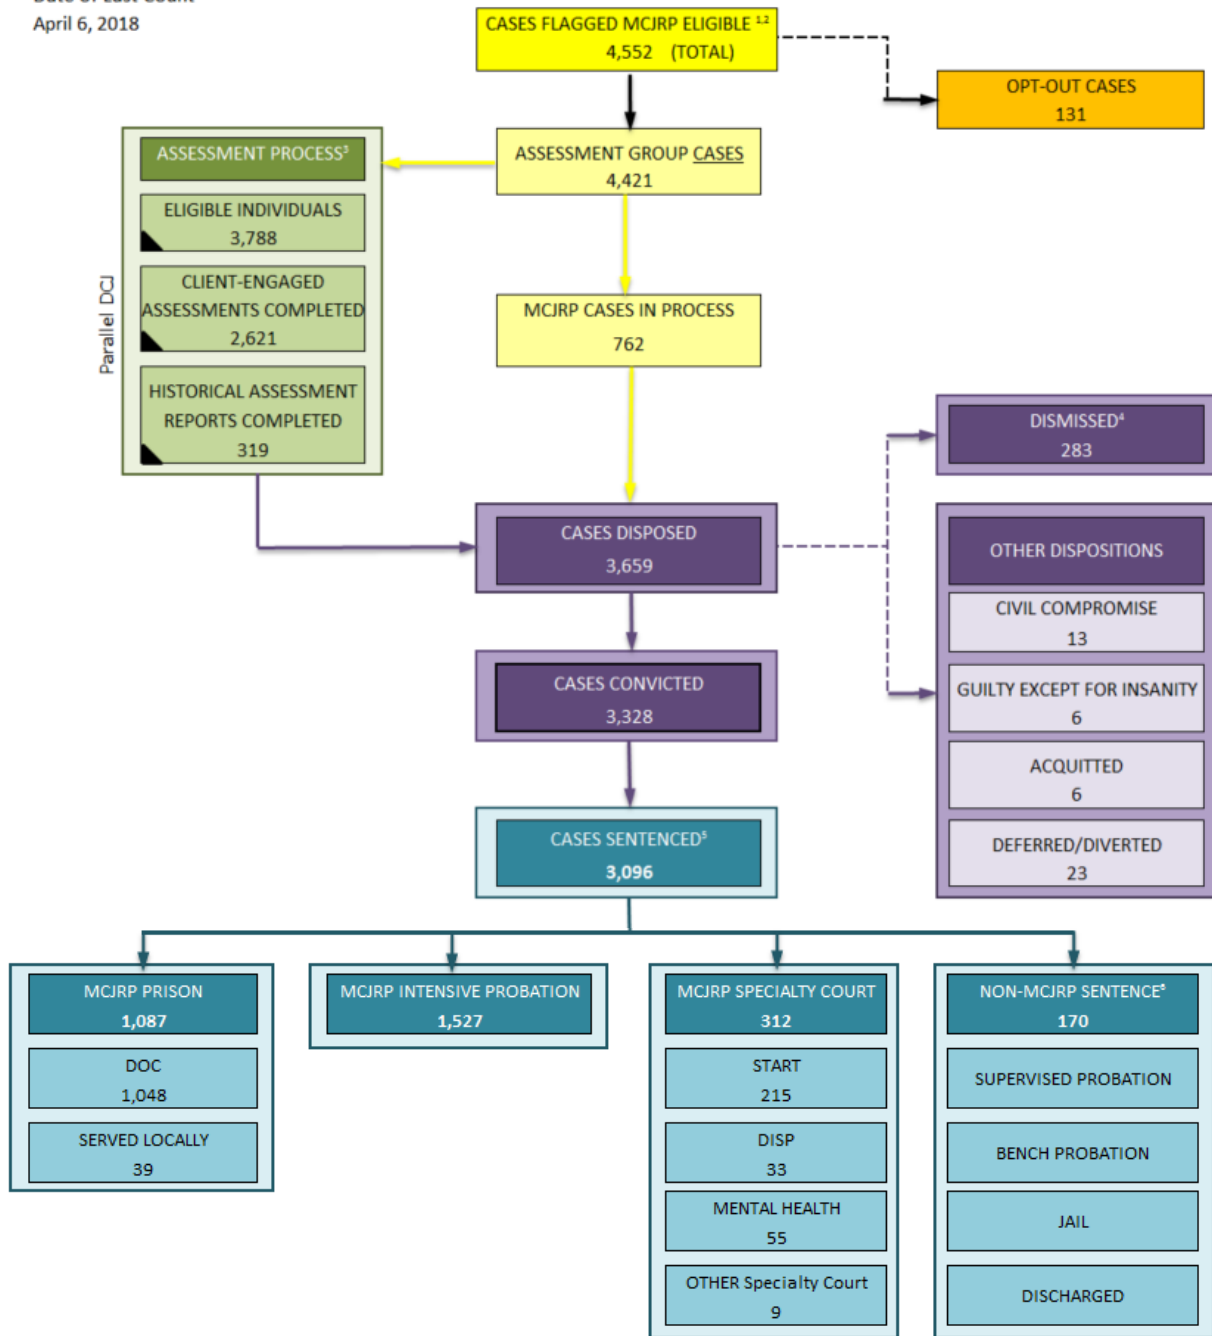 Date of Last Count
April 6, 2018
CASES FLAGGED MCJRP ELIGIBLE 1,2
4,552 (TOTAL)
OPT-OUT CASES
131
ASSESSMENT GROUP CASES
4,421
Parallel DCJ
ASSESSMENT PROCESS3
ELIGIBLE INDIVIDUALS
3,788
CLIENT-ENGAGED
ASSESSMENTS COMPLETED
2,621
HISTORICAL ASSESSMENT
REPORTS COMPLETED
319
MCJRP CASES IN PROCESS
762
DISMISSED4
283
CASES DISPOSED
3,659
OTHER DISPOSITIONS
CIVIL COMPROMISE
13
GUILTY EXCEPT FOR INSANITY
6
ACQUITTED
6
DEFERRED/DIVERTED
23
CASES CONVICTED
3,328
CASES SENTENCED5
3,096
MCJRP PRISON
1,087
DOC
1,048
SERVED LOCALLY
39
MCJRP INTENSIVE PROBATION
1,527
MCJRP SPECIALTY COURT
312
START
215
DISP
33
MENTAL HEALTH
55
OTHER Specialty Court
9
NON-MCJRP SENTENCE6
170
SUPERVISED PROBATION
BENCH PROBATION
JAIL
DISCHARGED